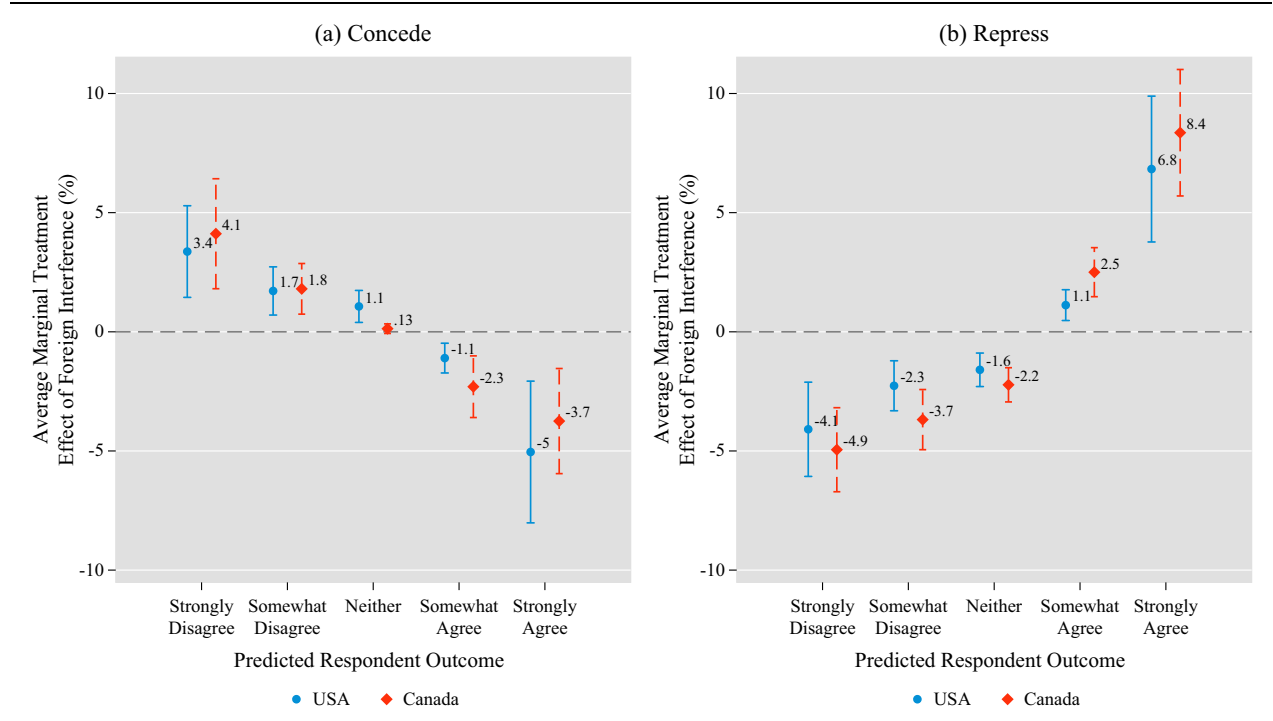 (a) Concede
Average Marginal Treatment
Effect of Foreign Interference (%)
10
5
0
-5
-10
3.4
4.1
1.7
1.8
1.1
.13
-1.1
-2.3
-5
-3.7
Strongly
Disagree
Somewhat
Disagree
Neither
Somewhat
Agree
Strongly
Agree
Predicted Respondent Outcome
USA
Canada
(b) Repress
Average Marginal Treatment
Effect of Foreign Interference (%)
10
5
0
-5
-10
-4.1
-4.9
-2.3
-3.7
-1.6
-2.2
1.1
2.5
6.8
8.4
Strongly
Disagree
Somewhat
Disagree
Neither
Somewhat
Agree
Strongly
Agree
Predicted Respondent Outcome
USA
Canada